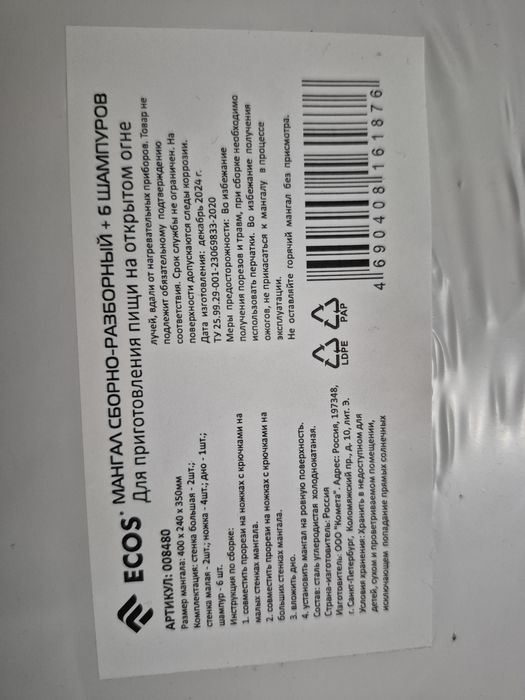 ECOS® МАНГАЛ СБОРНО-РАЗБОРНЫЙ + 6 ШАМПУРОВ
Для приготовления пищи на открытом огне
АРТИКУЛ: 008480
Размер мангала: 400 x 240 x 350мм
Комплектация: стенка большая - 2шт.;
стенка малая - 2шт.; ножка - 4шт.; дно - 1шт.;
шампур - 6 шт.
Инструкция по сборке:
1. совместить прорези на ножках с крючками на
малых стенках мангала.
2. совместить прорези на ножках с крючками на
больших стенках мангала.
3. вложить дно.
4. установить мангал на ровную поверхность.
Состав: сталь углеродистая холоднокатаная.
Страна-изготовитель: Россия
Изготовитель: ООО "Комета". Адрес: Россия, 197348,
г. Санкт-Петербург, Коломяжский пр., д. 10, лит. Э.
Условия хранения: Хранить в недоступном для
детей, сухом и проветриваемом помещении,
исключающем попадание прямых солнечных
лучей, вдали от нагревательных приборов. Товар не
подлежит обязательному подтверждению
соответствия. Срок службы не ограничен. На
поверхности допускаются следы коррозии.
Дата изготовления: декабрь 2024 г.
ТУ 25.99.29-001-23069833-2020
Меры предосторожности: Во избежание
получения порезов и травм, при сборке необходимо
использовать перчатки. Во избежание получения
ожогов, не прикасаться к мангалу в процессе
эксплуатации.
Не оставляйте горячий мангал без присмотра.
LDPE
PAP
4 690408 161876